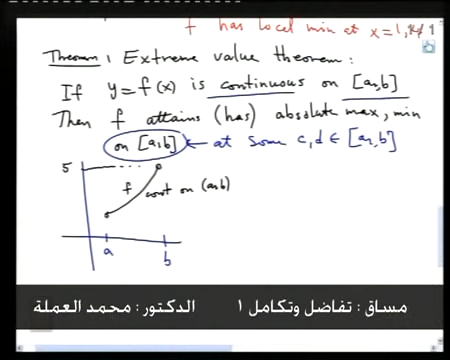 f has local min at x=1,
Theorem 1 Extreme value theorem:
If y=f(x) is continuous on [a,b]
Then f attains (has) absolute max, min
on [a,b] ← at some c,d ∈ [a,b]
5
f cont on (a,b)
a b
مساق : تفاضل وتكامل ١ الدكتور : محمد العملة